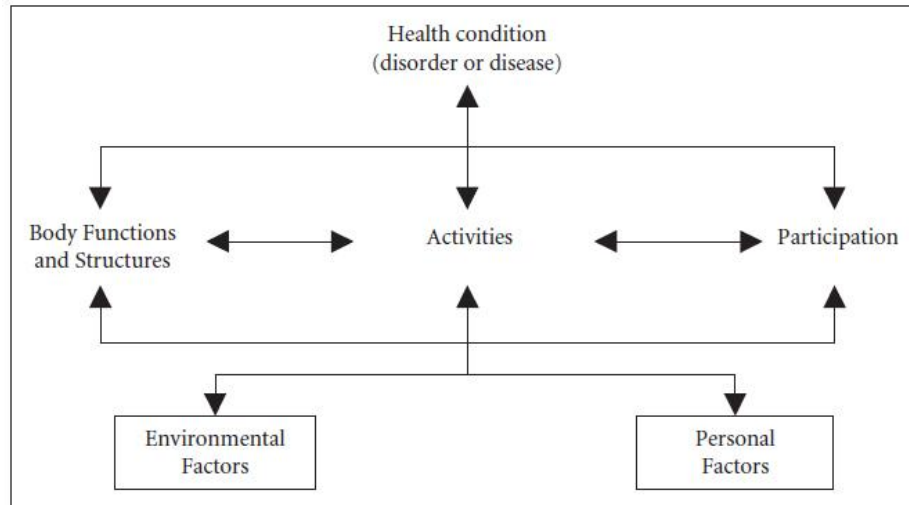 Health condition
(disorder or disease)
Body Functions
and Structures
Activities
Participation
Environmental
Factors
Personal
Factors